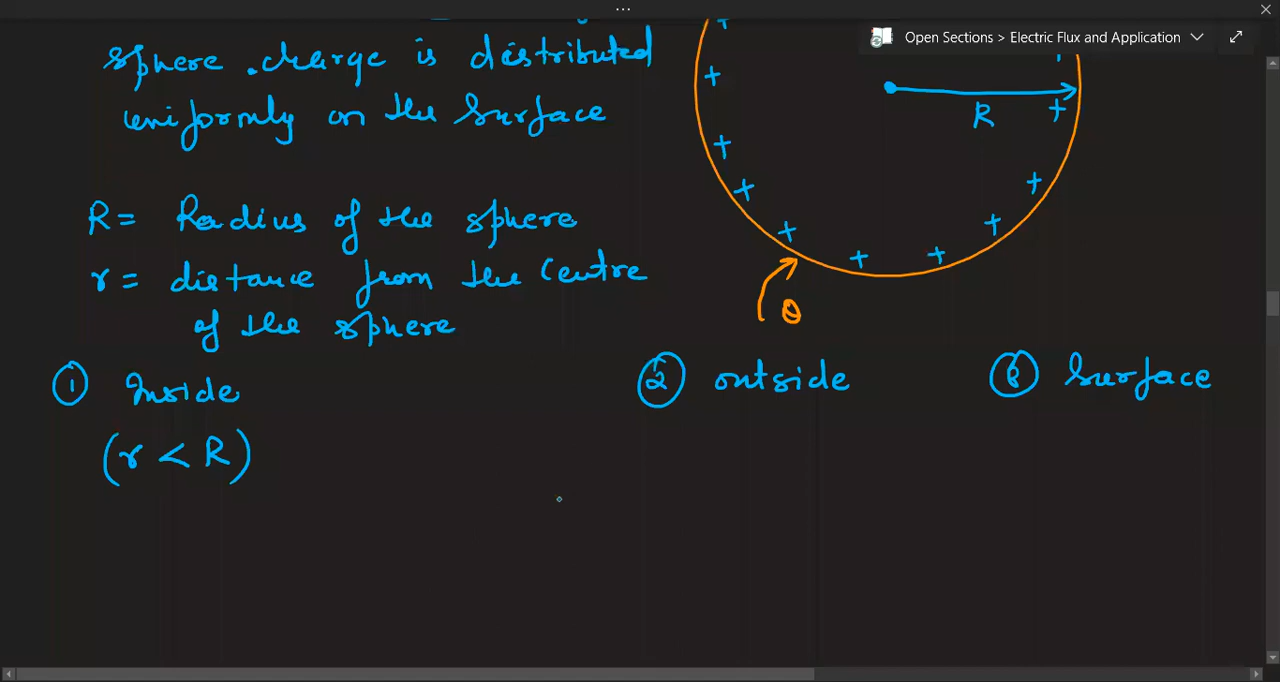 ...
Open Sections > Electric Flux and Application
sphere. charge is distributed
uniformly on the surface
R
R = Radius of the sphere
r = distance from the centre
of the sphere
Q
① Inside
② outside
③ Surface
(r < R)
+ + + + + + + + + + +